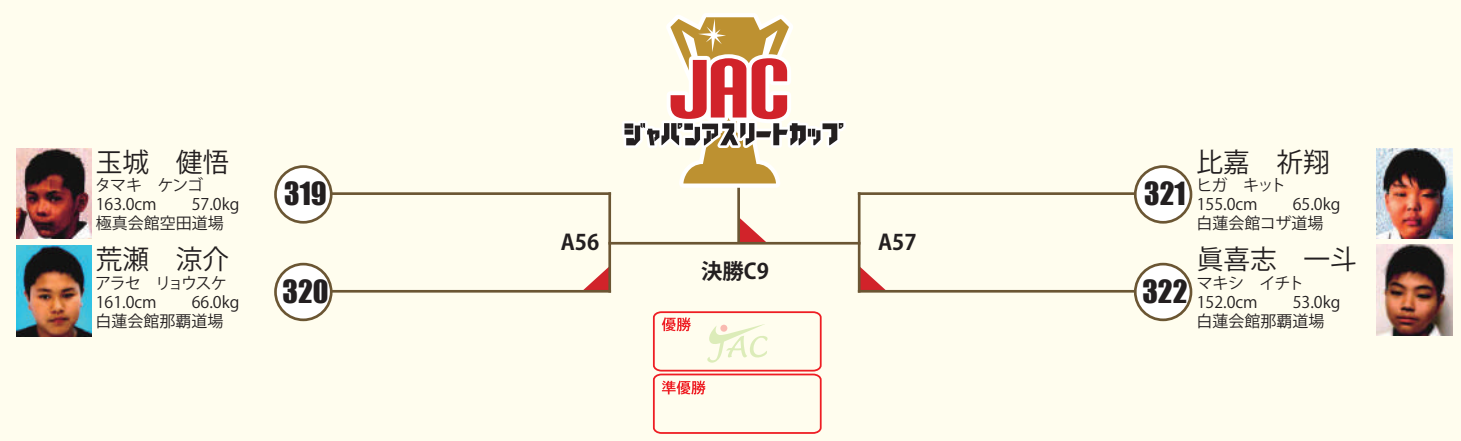 JAC
ジャパンアスリートカップ
玉城 健悟
タマキ ケンゴ
163.0cm 57.0kg
極真会館空田道場
319
荒瀬 涼介
アラセ リョウスケ
161.0cm 66.0kg
白蓮会館那覇道場
320
A56
決勝C9
A57
321
比嘉 祈翔
ヒガ キット
155.0cm 65.0kg
白蓮会館コザ道場
322
眞喜志 一斗
マキシ イチト
152.0cm 53.0kg
白蓮会館那覇道場
優勝
JAC
準優勝